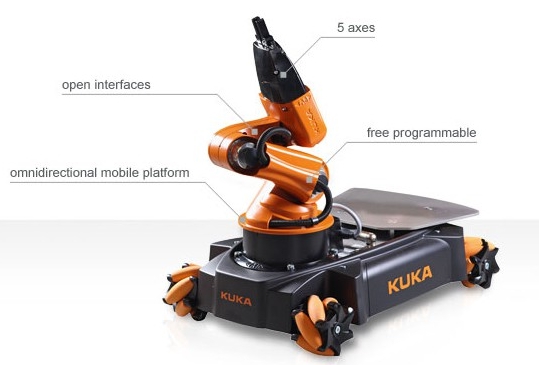 5 axes
open interfaces
free programmable
omnidirectional mobile platform
KUKA
KUKA